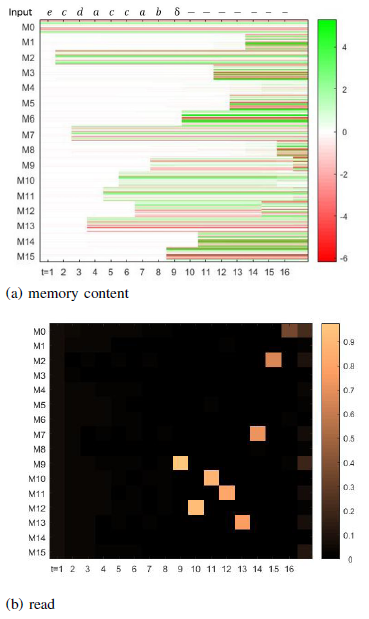 Input e c d a c c a b δ — — — — — — —
M0
M1
M2
M3
M4
M5
M6
M7
M8
M9
M10
M11
M12
M13
M14
M15
4
2
0
-2
-4
-6
t=1 2 3 4 5 6 7 8 9 10 11 12 13 14 15 16
(a) memory content
M0
M1
M2
M3
M4
M5
M6
M7
M8
M9
M10
M11
M12
M13
M14
M15
0.9
0.8
0.7
0.6
0.5
0.4
0.3
0.2
0.1
0
t=1 2 3 4 5 6 7 8 9 10 11 12 13 14 15 16
(b) read